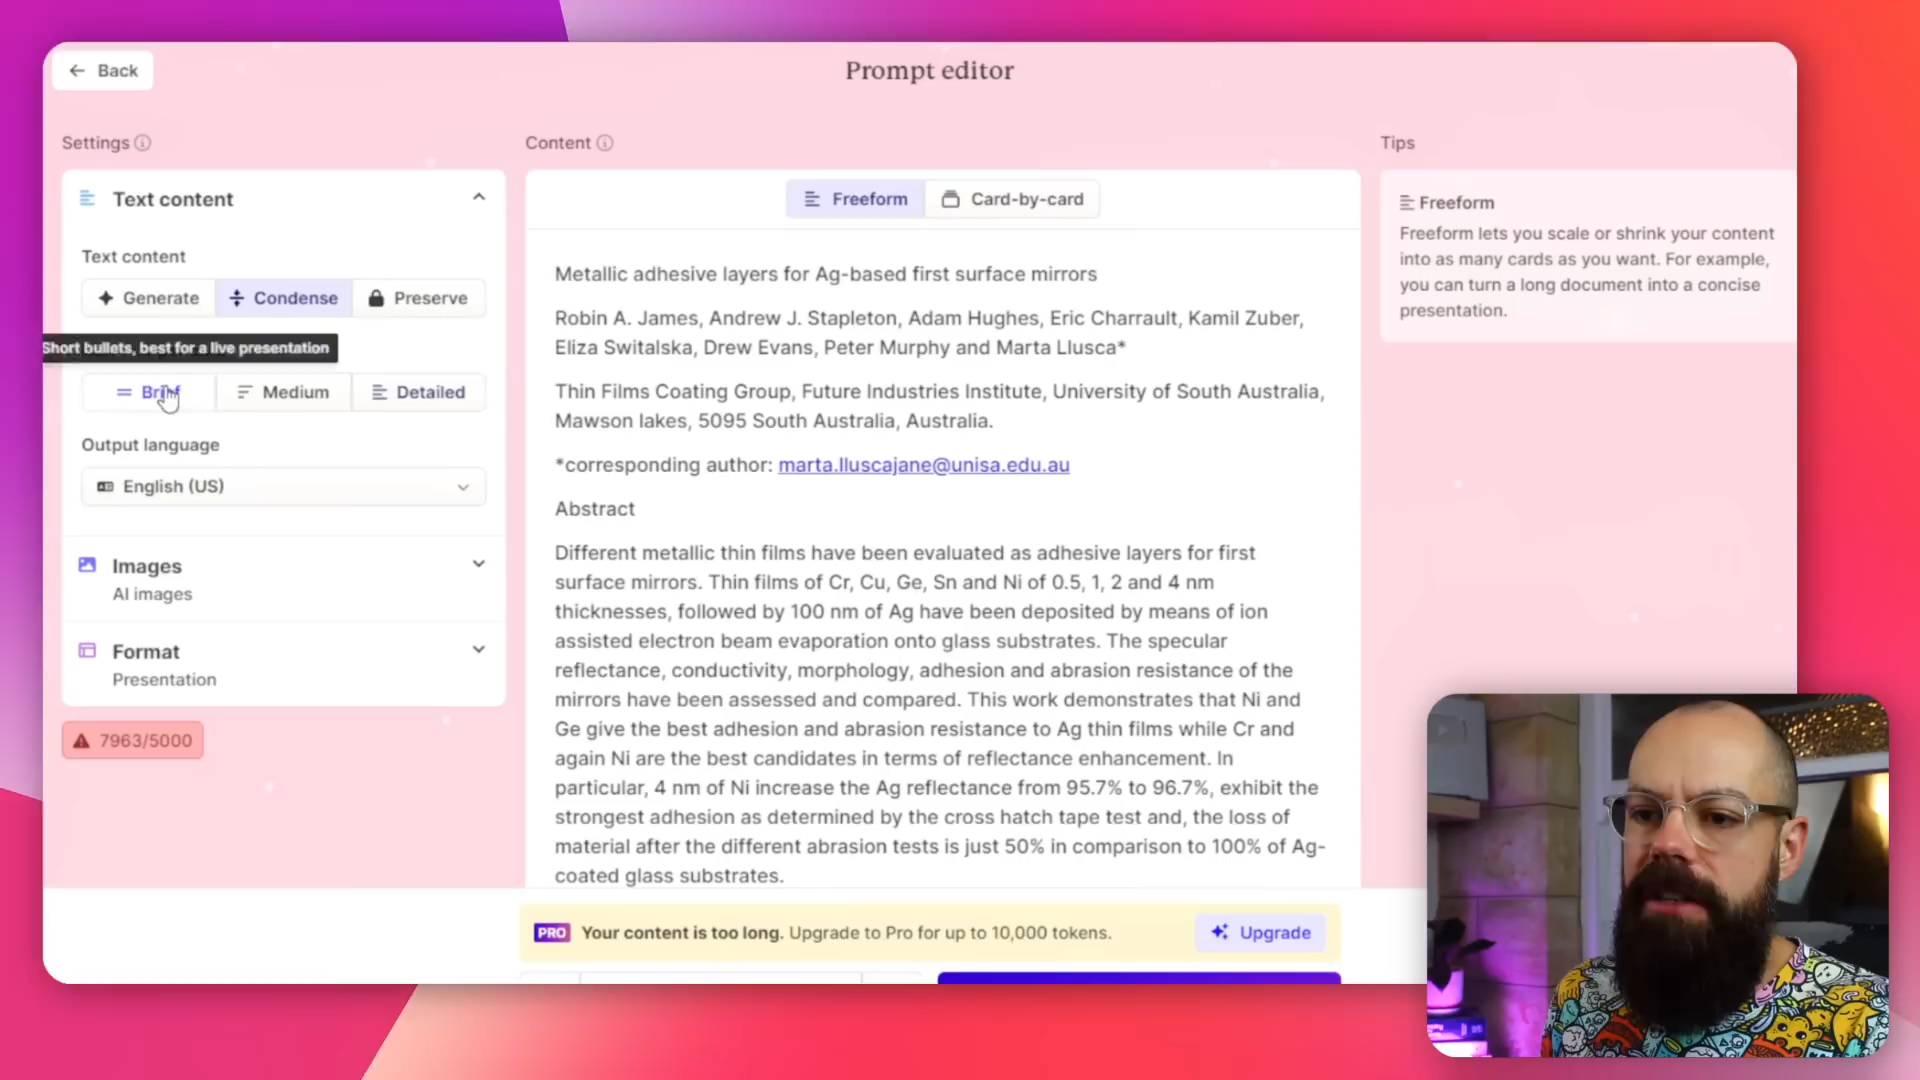 Back
Prompt editor
Settings
Content
Tips
Text content
Text content
Generate
Condense
Preserve
Short bullets, best for a live presentation
Brief
Medium
Detailed
Output language
English (US)
Images
AI images
Format
Presentation
7963/5000
Freeform
Card-by-card
Metallic adhesive layers for Ag-based first surface mirrors
Robin A. James, Andrew J. Stapleton, Adam Hughes, Eric Charrault, Kamil Zuber,
Eliza Switalska, Drew Evans, Peter Murphy and Marta Llusca*
Thin Films Coating Group, Future Industries Institute, University of South Australia,
Mawson lakes, 5095 South Australia, Australia.
*corresponding author: marta.lluscajane@unisa.edu.au
Abstract
Different metallic thin films have been evaluated as adhesive layers for first
surface mirrors. Thin films of Cr, Cu, Ge, Sn and Ni of 0.5, 1, 2 and 4 nm
thicknesses, followed by 100 nm of Ag have been deposited by means of ion
assisted electron beam evaporation onto glass substrates. The specular
reflectance, conductivity, morphology, adhesion and abrasion resistance of the
mirrors have been assessed and compared. This work demonstrates that Ni and
Ge give the best adhesion and abrasion resistance to Ag thin films while Cr and
again Ni are the best candidates in terms of reflectance enhancement. In
particular, 4 nm of Ni increase the Ag reflectance from 95.7% to 96.7%, exhibit the
strongest adhesion as determined by the cross hatch tape test and, the loss of
material after the different abrasion tests is just 50% in comparison to 100% of Ag-
coated glass substrates.
Freeform
Freeform lets you scale or shrink your content
into as many cards as you want. For example,
you can turn a long document into a concise
presentation.
PRO Your content is too long. Upgrade to Pro for up to 10,000 tokens.
Upgrade